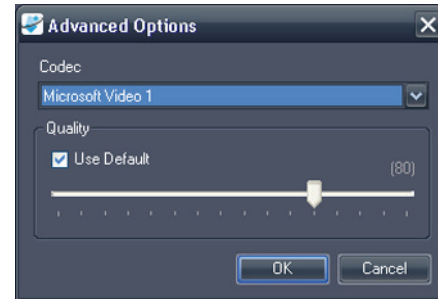 Advanced Options
Codec
Microsoft Video 1
Quality
Use Default
(80)
OK
Cancel